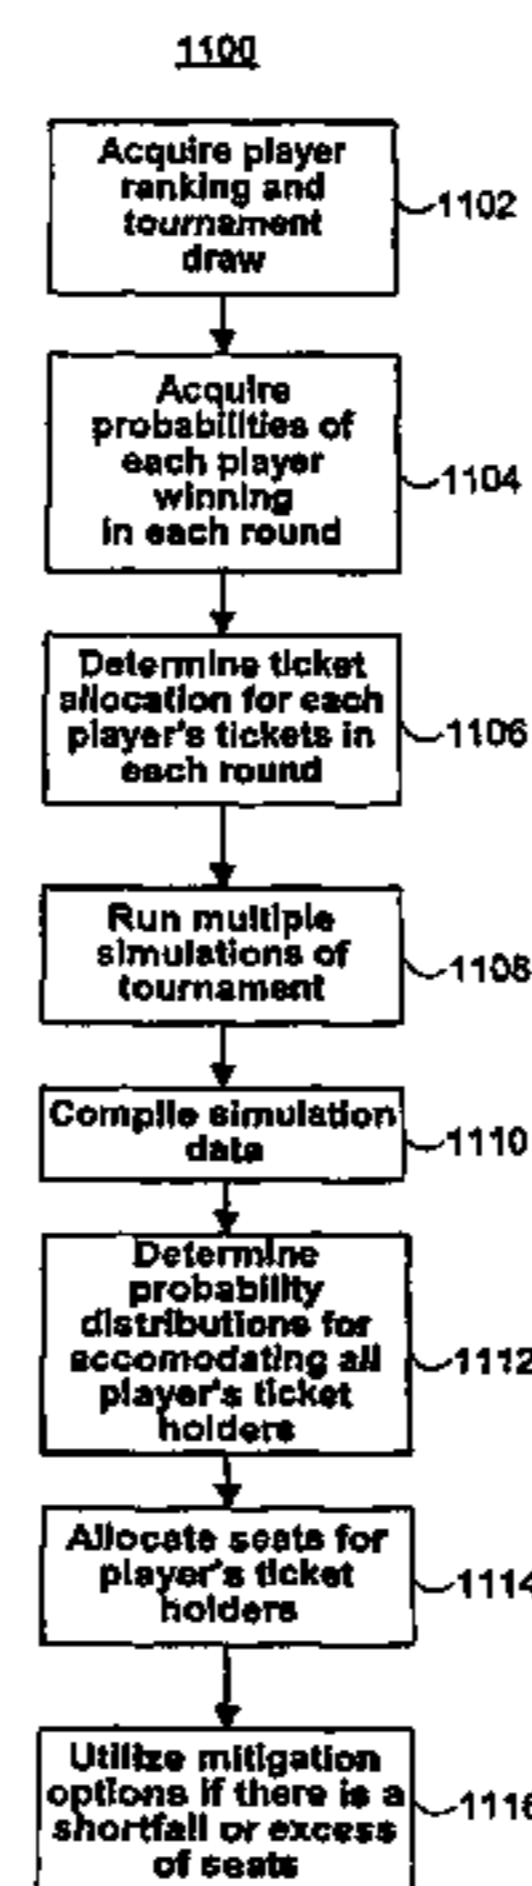 1100
Acquire player
ranking and
tournament
draw
1102
Acquire
probabilities of
each player
winning
in each round
1104
Determine ticket
allocation for each
player's tickets in
each round
1106
Run multiple
simulations of
tournament
1108
Compile simulation
data
1110
Determine
probability
distributions for
accomodating all
player's ticket
holders
1112
Allocate seats for
player's ticket
holders
1114
Utilize mitigation
options if there is a
shortfall or excess
of seats
1116